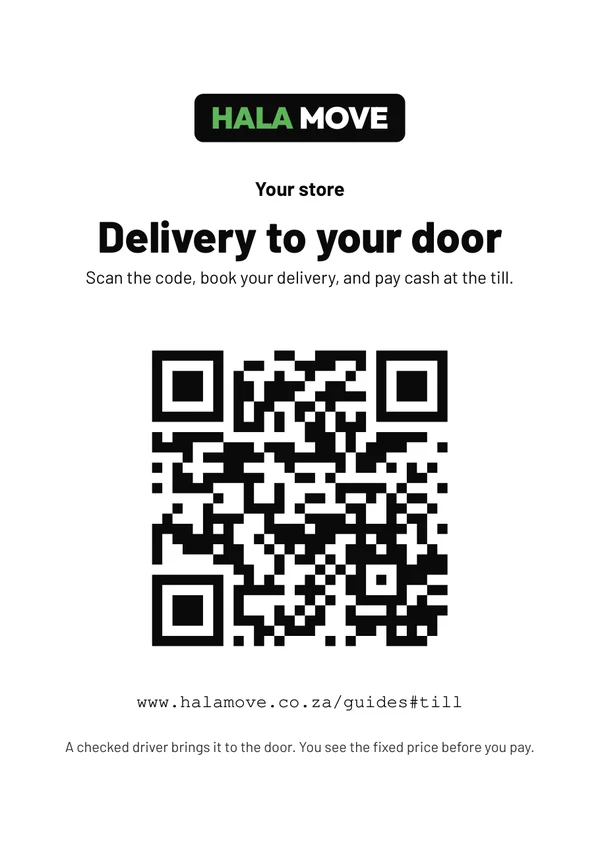 HALA MOVE
Your store
Delivery to your door
Scan the code, book your delivery, and pay cash at the till.
www.halamove.co.za/guides#till
A checked driver brings it to the door. You see the fixed price before you pay.